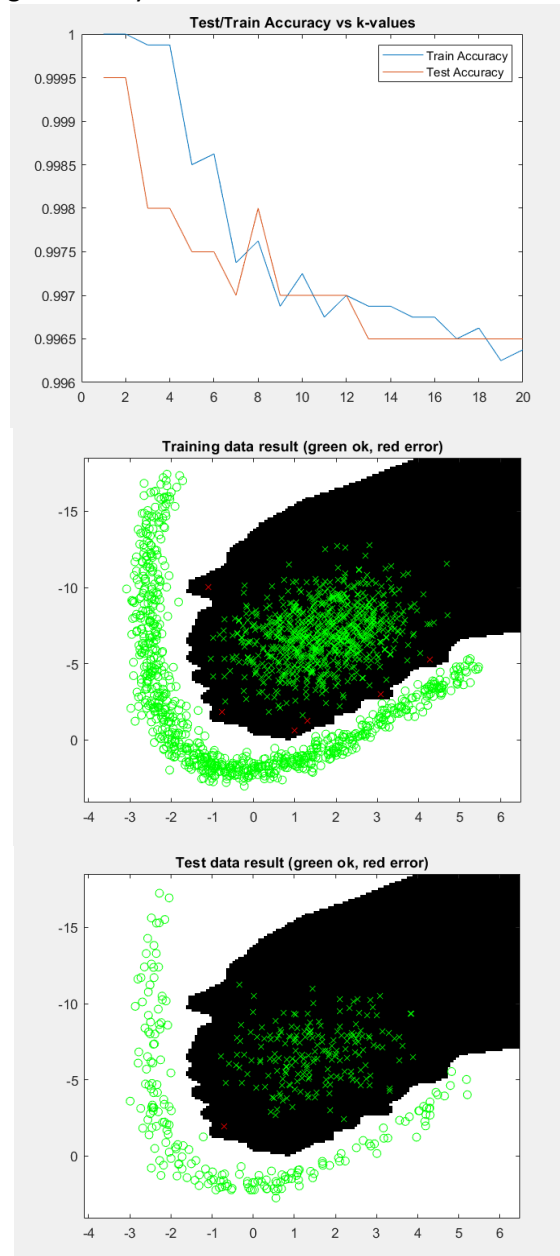 Test/Train Accuracy vs k-values
Train Accuracy
Test Accuracy
1
0.9995
0.999
0.9985
0.998
0.9975
0.997
0.9965
0.996
0 2 4 6 8 10 12 14 16 18 20
Training data result (green ok, red error)
-15
-10
-5
0
-4 -3 -2 -1 0 1 2 3 4 5 6
Test data result (green ok, red error)
-15
-10
-5
0
-4 -3 -2 -1 0 1 2 3 4 5 6